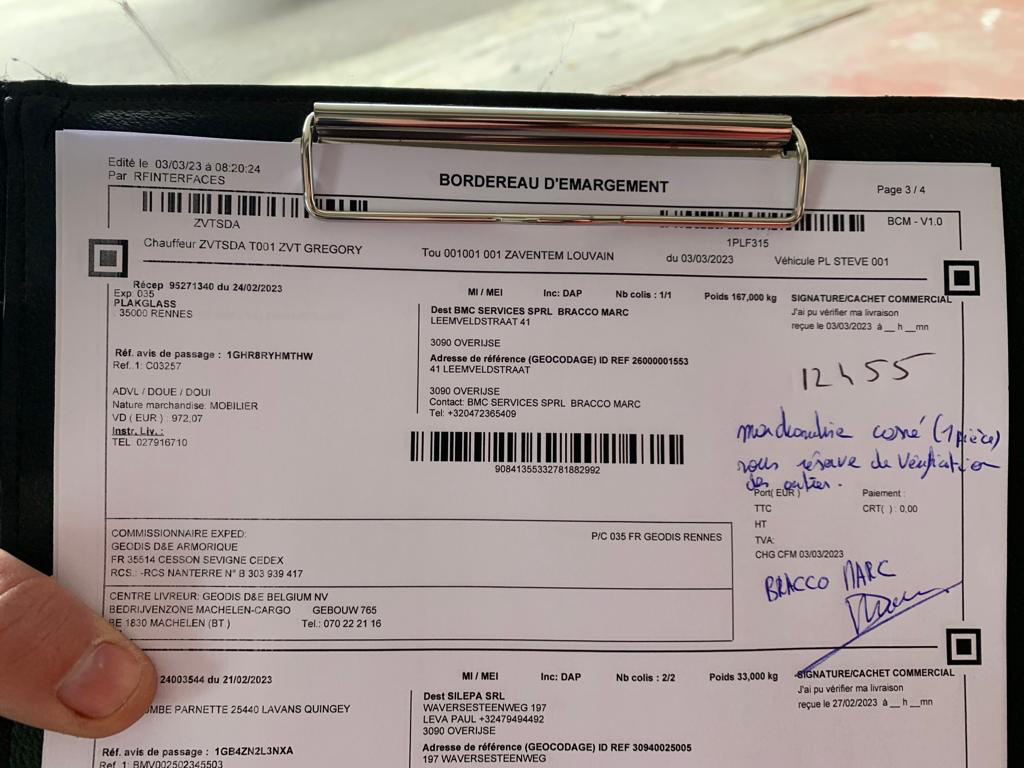 Edité le 03/03/23 à 08:20:24
Par RFINTERFACES
BORDEREAU D'EMARGEMENT
Page 3 / 4
ZVTSDA
1PLF315
BCM - V1.0
Chauffeur ZVTSDA T001 ZVT GREGORY
Tou 001001 001 ZAVENTEM LOUVAIN
du 03/03/2023
Véhicule PL STEVE 001
Récep 95271340 du 24/02/2023
MI / MEI
Inc: DAP
Nb colis : 1/1
Poids 167,000 kg
SIGNATURE/CACHET COMMERCIAL
Exp 035
PLAKGLASS
35000 RENNES
Dest BMC SERVICES SPRL BRACCO MARC
LEEMVELDSTRAAT 41
3090 OVERIJSE
J'ai pu vérifier ma livraison
reçue le 03/03/2023 à __ h __mn
Réf. avis de passage : 1GHR8RYHMTHW
Ref. 1: C03257
Adresse de référence (GEOCODAGE) ID REF 26000001553
41 LEEMVELDSTRAAT
12h55
ADVL / DOUE / DOUI
Nature marchandise: MOBILIER
VD ( EUR ) : 972,07
Instr. Liv. :
TEL 027916710
3090 OVERIJSE
Contact: BMC SERVICES SPRL BRACCO MARC
Tel: +320472365409
9084135533278188​2992
marchandise cassé (1 pièce)
sous réserve de vérification
des autres.
Port( EUR )
Paiement :
TTC
CRT( ) : 0,00
HT
TVA:
CHG CFM 03/03/2023
BRACCO MARC
COMMISSIONNAIRE EXPED:
P/C 035 FR GEODIS RENNES
GEODIS D&E ARMORIQUE
FR 35514 CESSON SEVIGNE CEDEX
RCS.: -RCS NANTERRE N° B 303 939 417
CENTRE LIVREUR: GEODIS D&E BELGIUM NV
BEDRIJVENZONE MACHELEN-CARGO GEBOUW 765
BE 1830 MACHELEN (BT )
Tel.: 070 22 21 16
24003544 du 21/02/2023
MI / MEI
Inc: DAP
Nb colis : 2/2
Poids 33,000 kg
SIGNATURE/CACHET COMMERCIAL
OMBE PARNETTE 25440 LAVANS QUINGEY
Dest SILEPA SRL
WAVERSESTEENWEG 197
LEVA PAUL +32479494492
3090 OVERIJSE
J'ai pu vérifier ma livraison
reçue le 27/02/2023 à __ h __mn
Réf. avis de passage : 1GB4ZN2L3NXA
Ref. 1: BMV002502345503
Adresse de référence (GEOCODAGE) ID REF 30940025005
197 WAVERSESTEENWEG